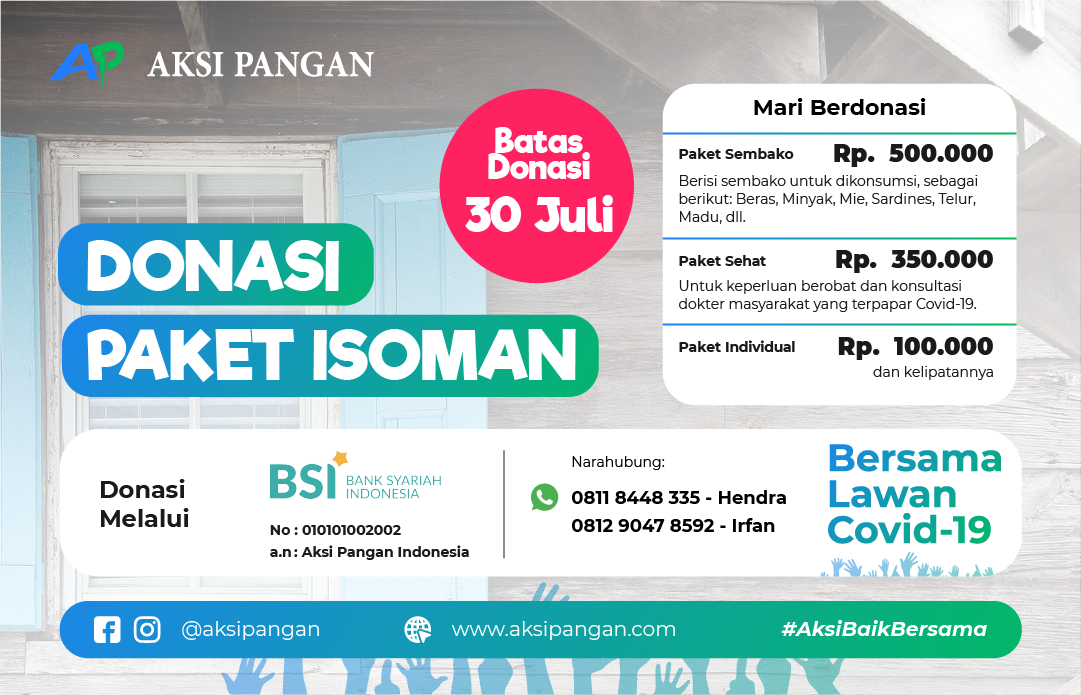 AP AKSI PANGAN
Batas
Donasi
30 Juli
DONASI
PAKET ISOMAN
Mari Berdonasi
Paket Sembako Rp. 500.000
Berisi sembako untuk dikonsumsi, sebagai
berikut: Beras, Minyak, Mie, Sardines, Telur,
Madu, dll.
Paket Sehat Rp. 350.000
Untuk keperluan berobat dan konsultasi
dokter masyarakat yang terpapar Covid-19.
Paket Individual Rp. 100.000
dan kelipatannya
Donasi
Melalui
BSI BANK SYARIAH
INDONESIA
No : 010101002002
a.n : Aksi Pangan Indonesia
Narahubung:
0811 8448 335 - Hendra
0812 9047 8592 - Irfan
Bersama
Lawan
Covid-19
@aksipangan www.aksipangan.com #AksiBaikBersama